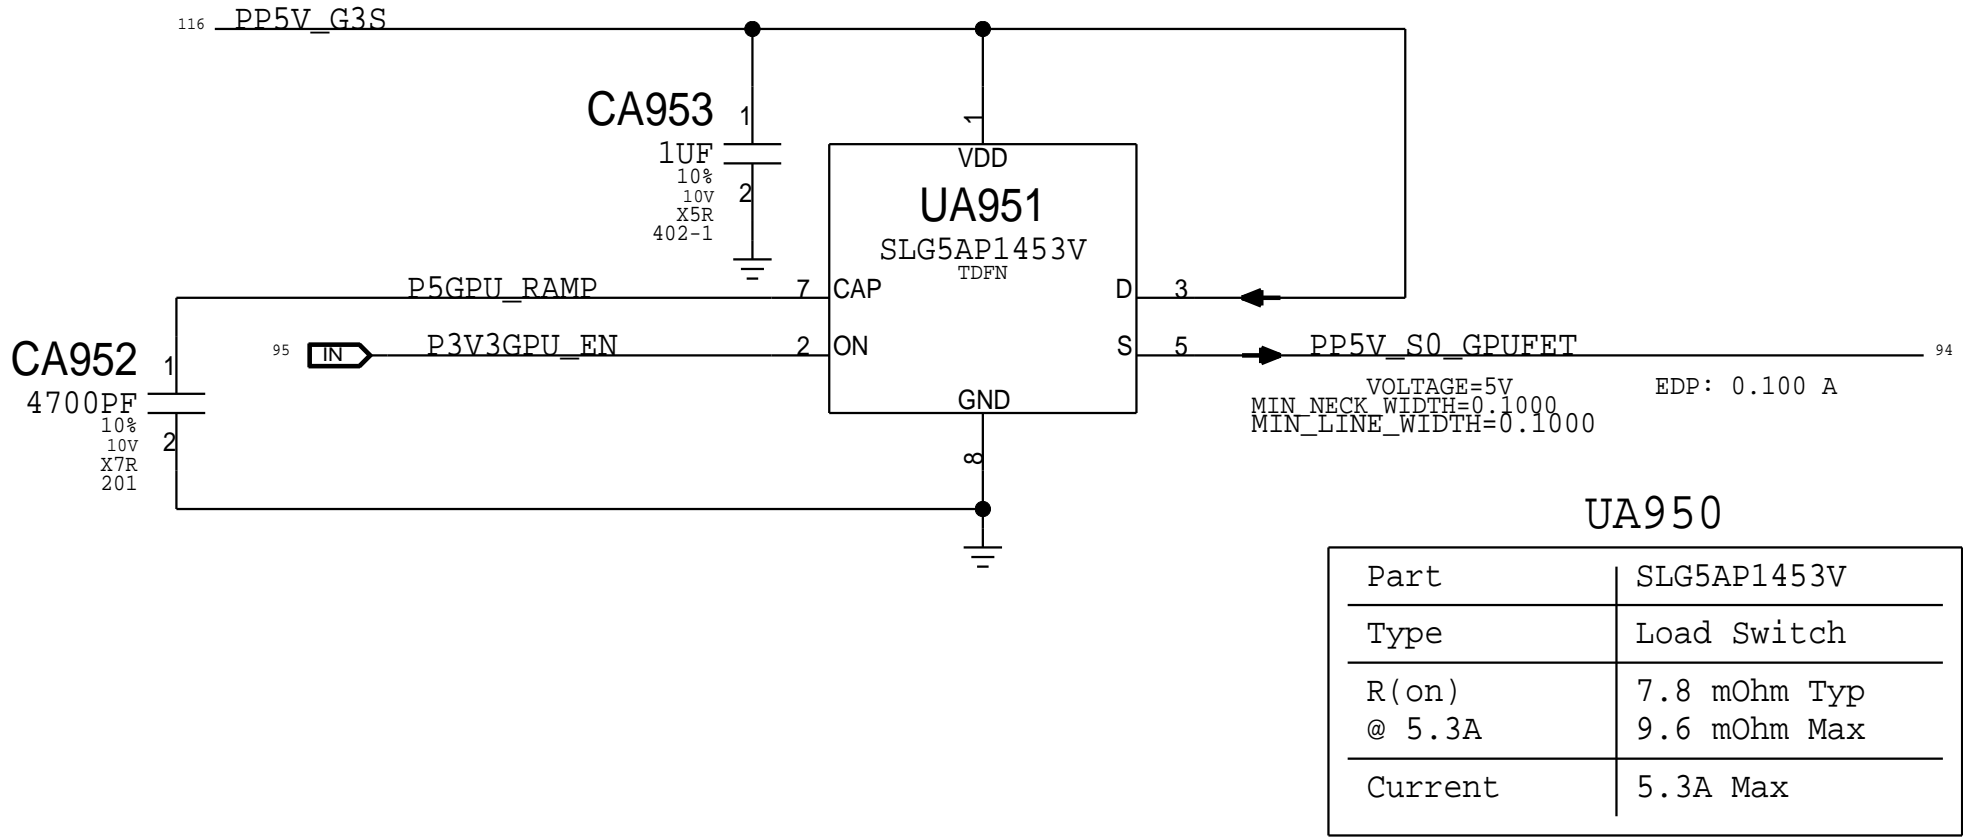 116 PP5V_G3S
CA953
1
1UF
10%
10V
X5R
402-1
2
1
VDD
UA951
SLG5AP1453V
TDFN
P5GPU_RAMP 7 CAP
D 3
95 IN P3V3GPU_EN 2 ON
S 5 PP5V_S0_GPUFET 94
CA952
1
4700PF
10%
10V
X7R
201
2
GND
8
VOLTAGE=5V
MIN_NECK_WIDTH=0.1000
MIN_LINE_WIDTH=0.1000
EDP: 0.100 A
UA950
Part SLG5AP1453V
Type Load Switch
R(on) 7.8 mOhm Typ
@ 5.3A 9.6 mOhm Max
Current 5.3A Max